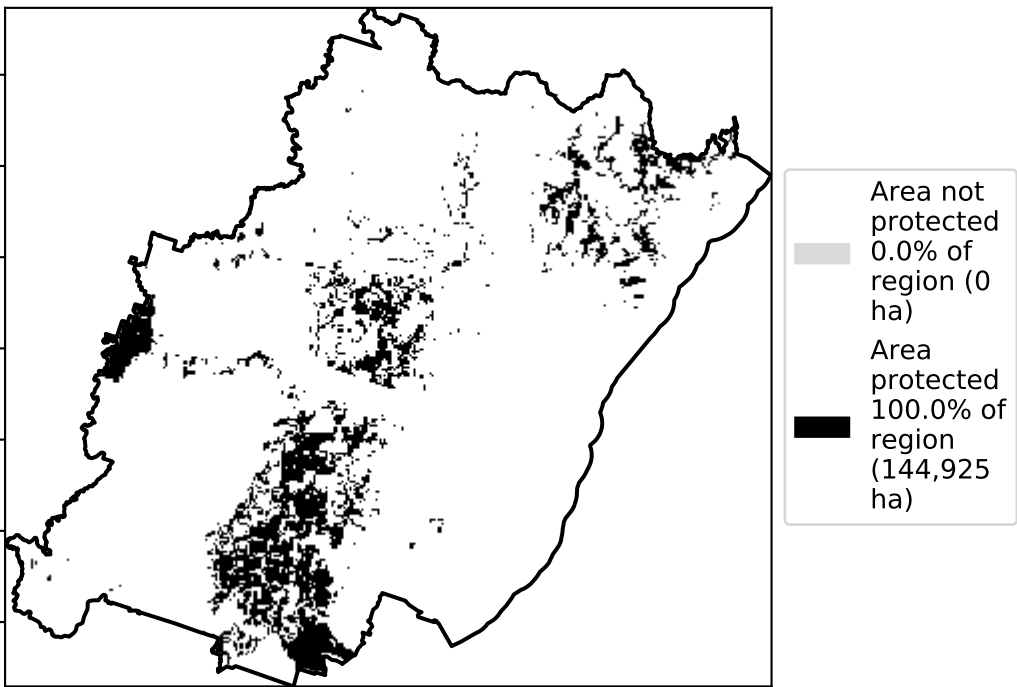 Area not
protected
0.0% of
region (0
ha)
Area
protected
100.0% of
region
(144,925
ha)